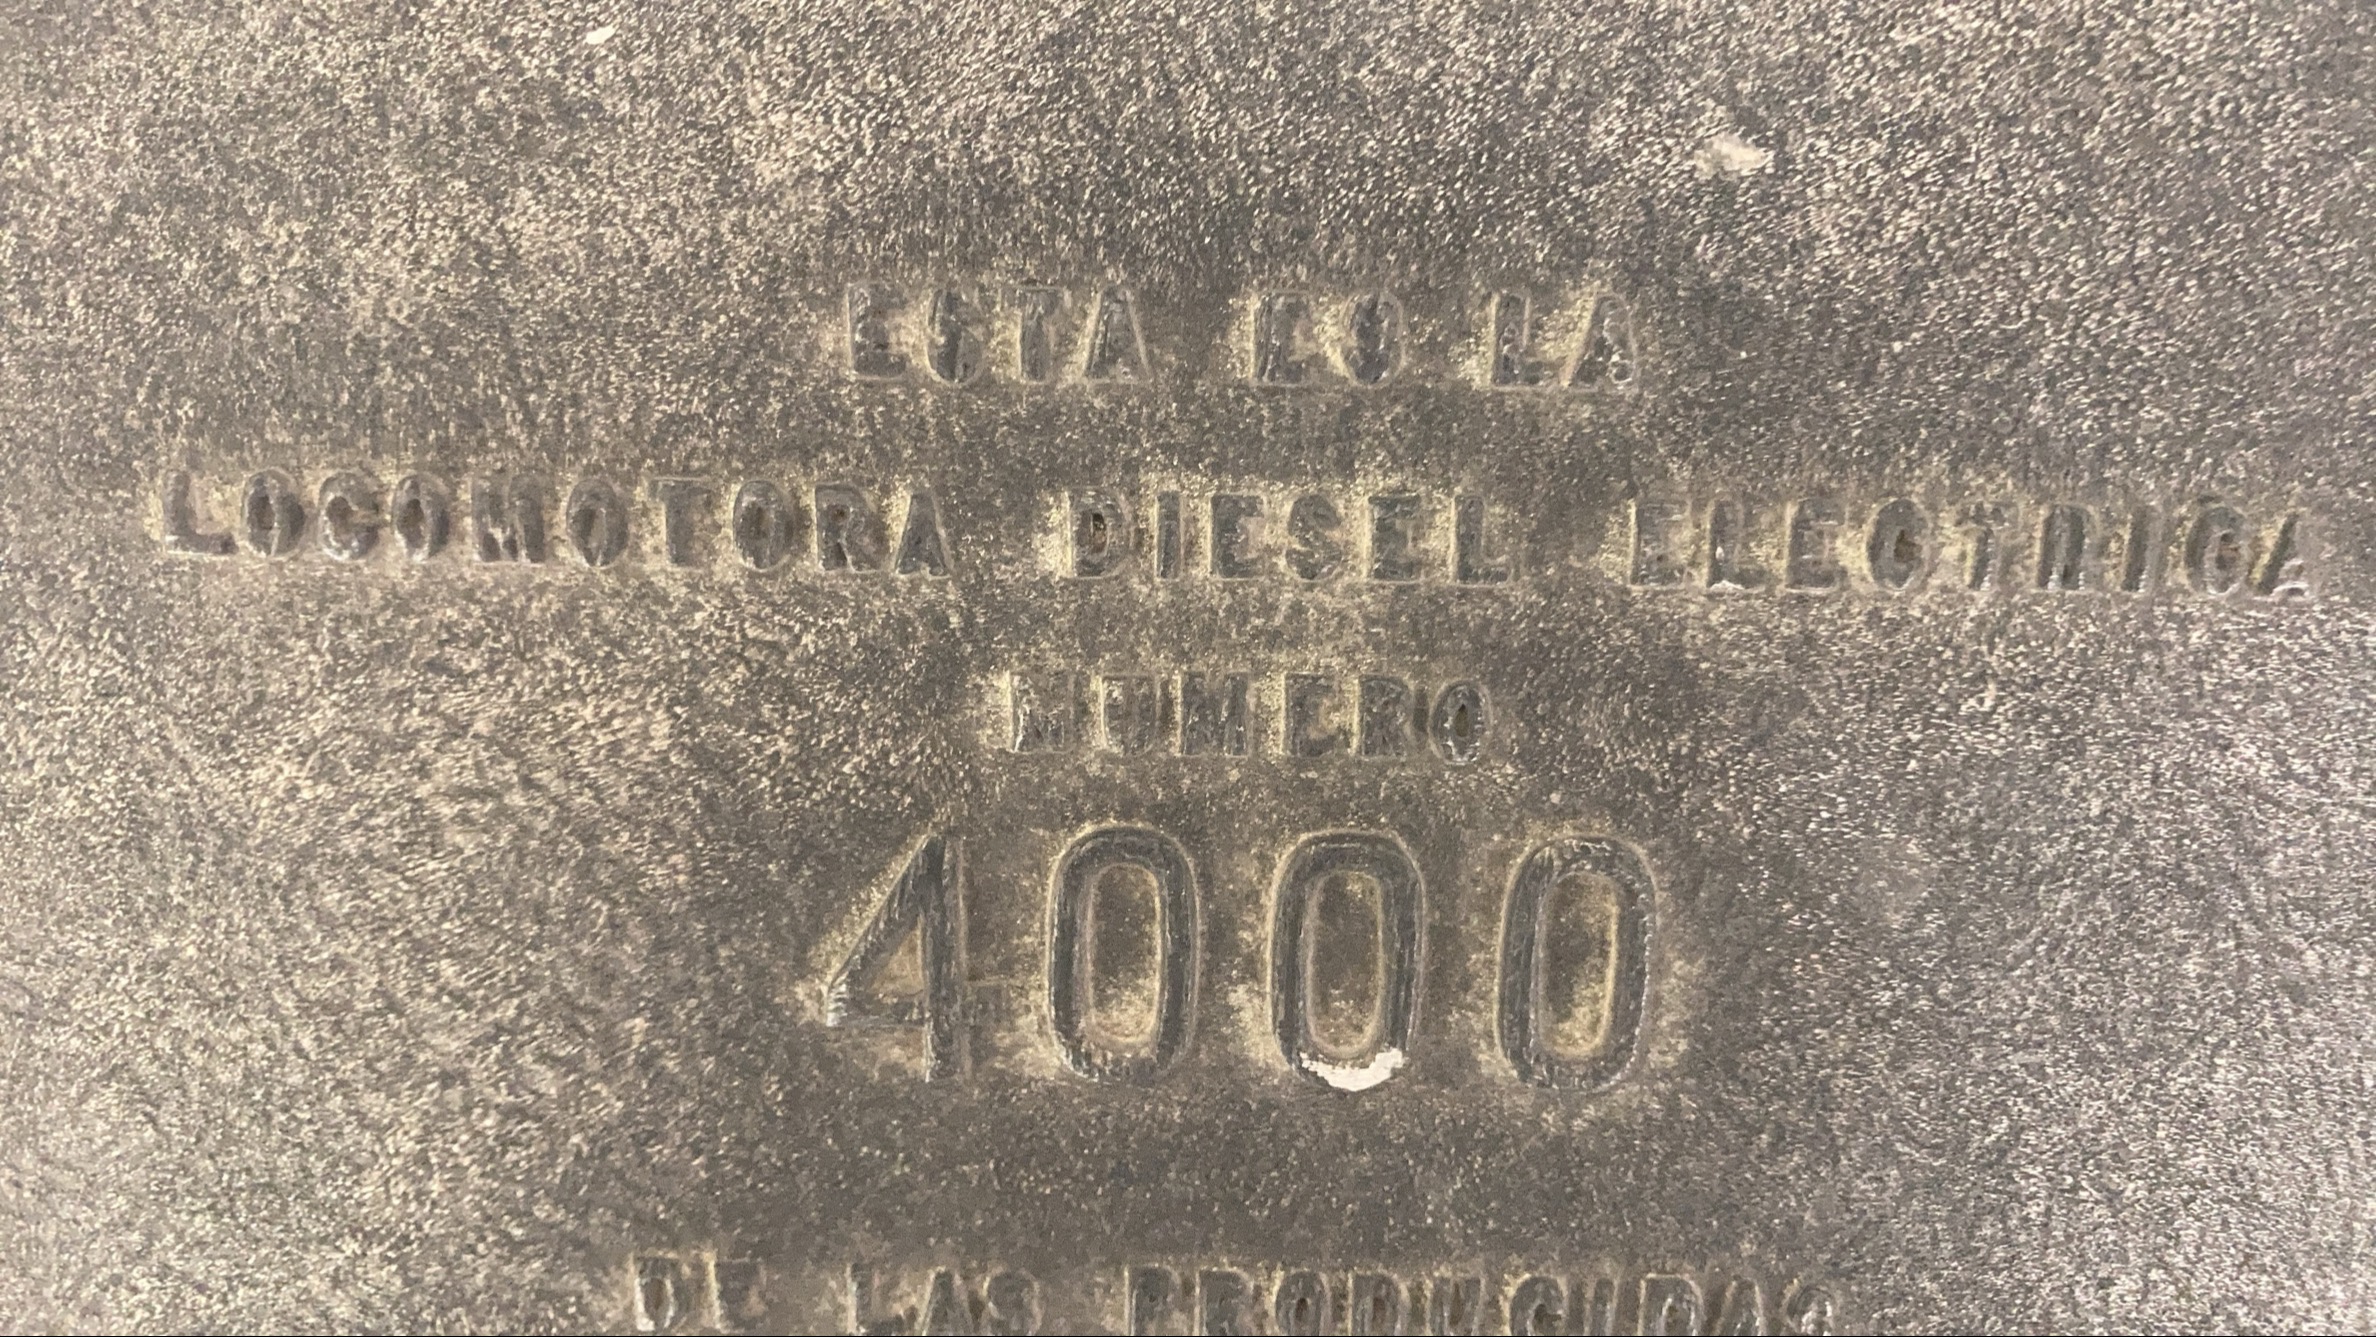 ESTA ES LA
LOCOMOTORA DIESEL ELECTRICA
NUMERO
4000
DE LAS PRODUCIDAS